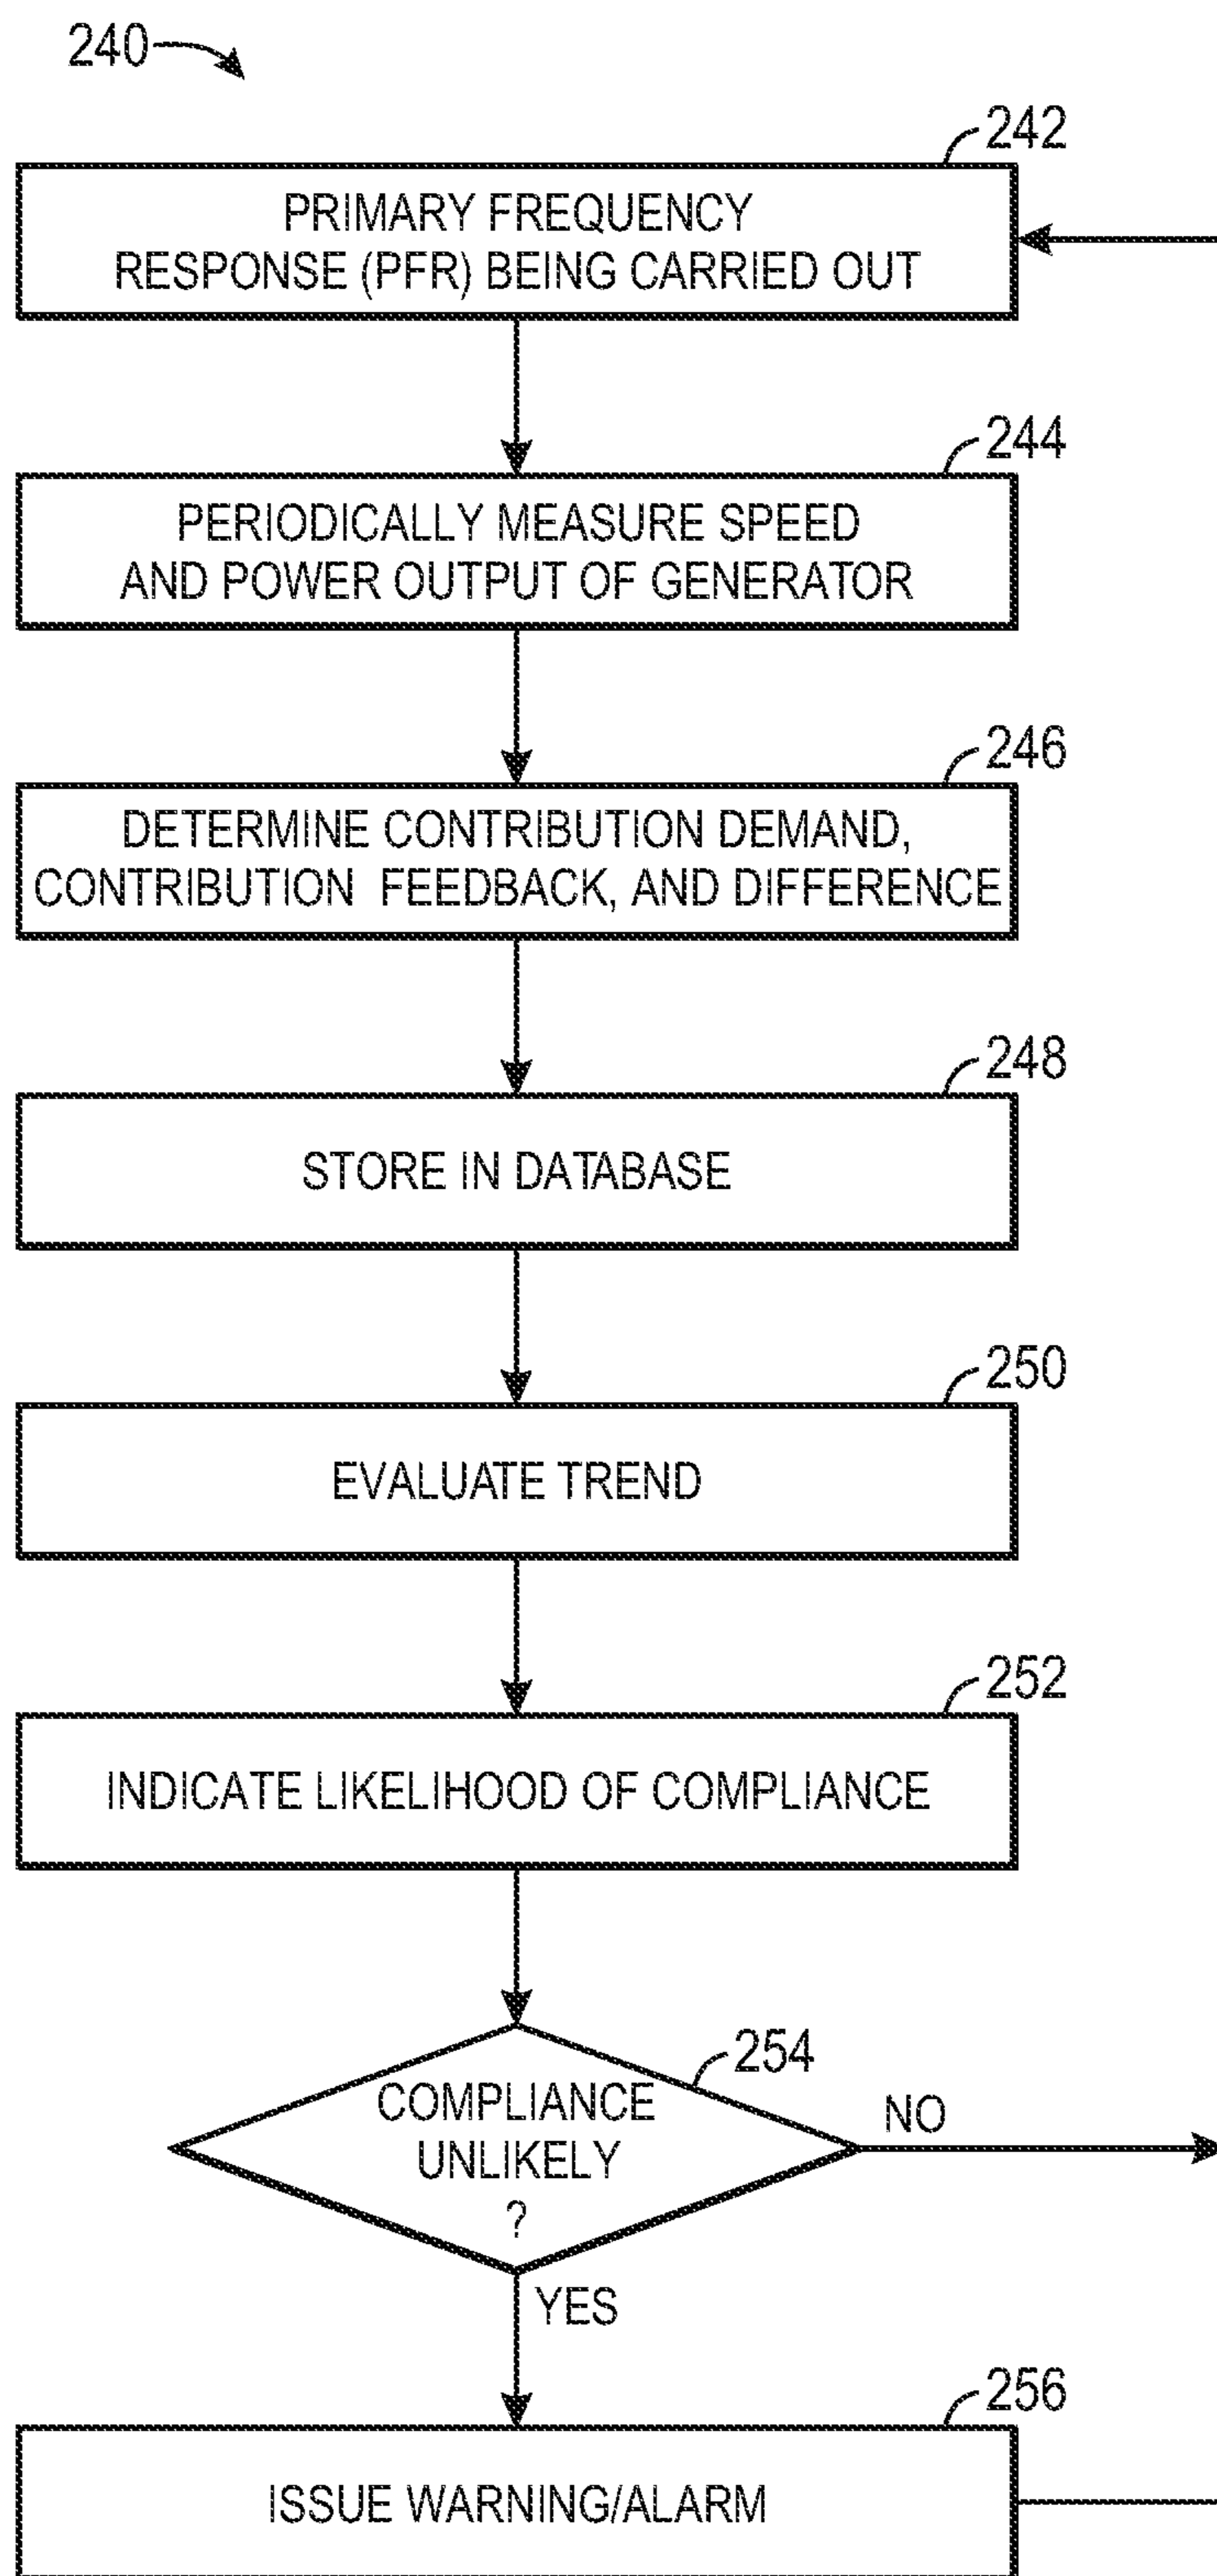 240
242
PRIMARY FREQUENCY
RESPONSE (PFR) BEING CARRIED OUT
244
PERIODICALLY MEASURE SPEED
AND POWER OUTPUT OF GENERATOR
246
DETERMINE CONTRIBUTION DEMAND,
CONTRIBUTION FEEDBACK, AND DIFFERENCE
248
STORE IN DATABASE
250
EVALUATE TREND
252
INDICATE LIKELIHOOD OF COMPLIANCE
254
COMPLIANCE
UNLIKELY
?
NO
YES
256
ISSUE WARNING/ALARM